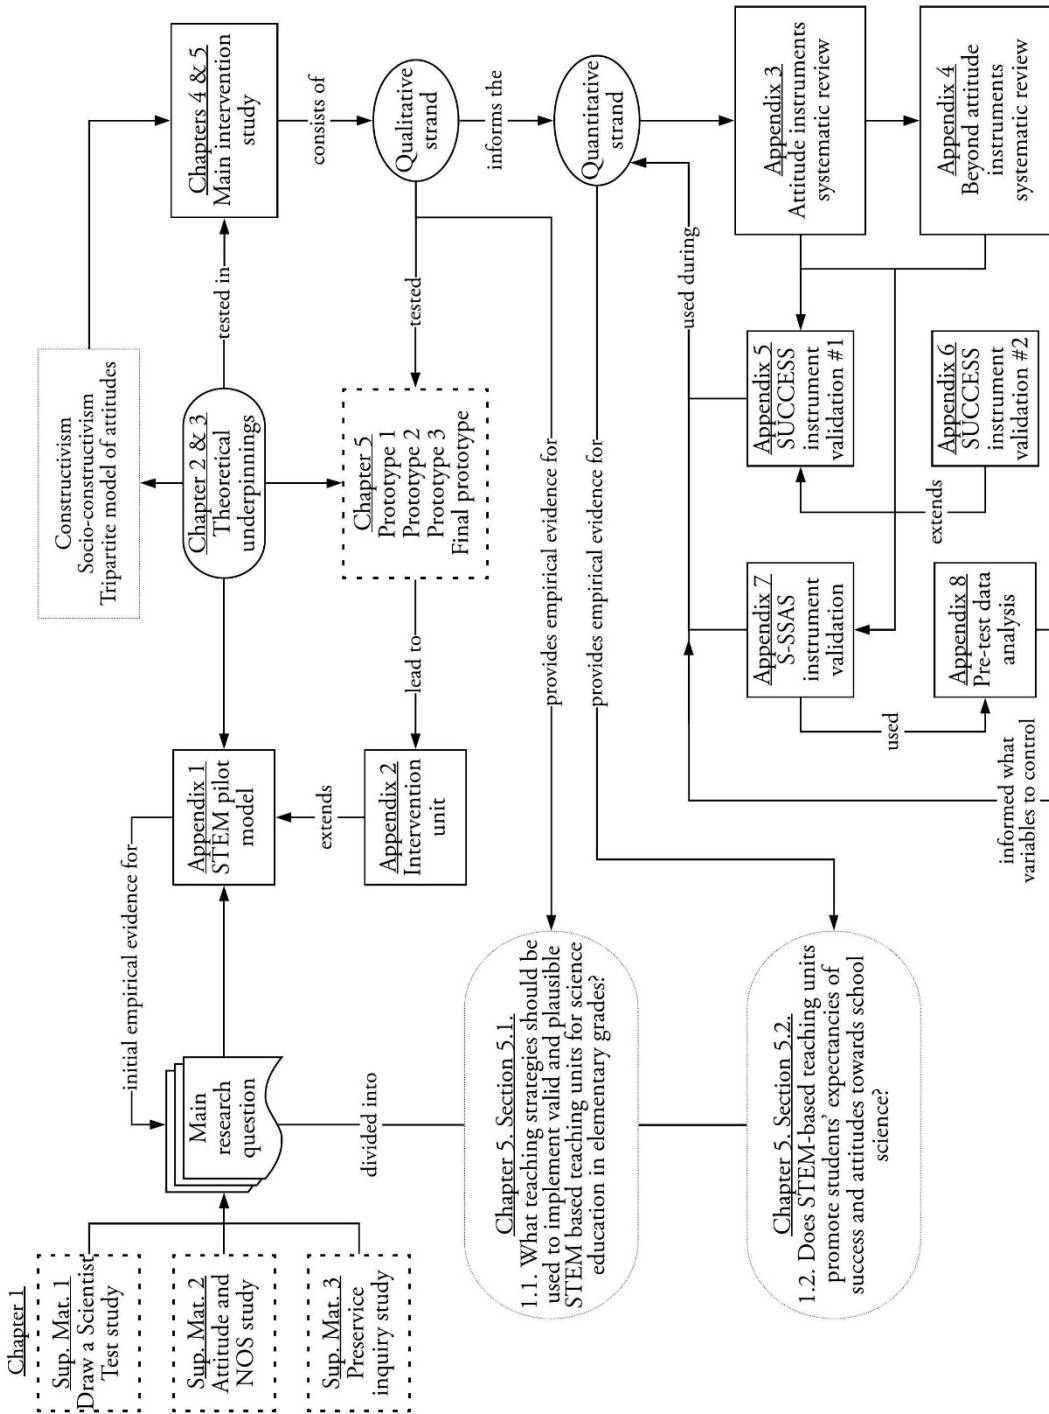 Chapter 1
Sup. Mat. 1
Draw a Scientist
Test study
Sup. Mat. 2
Attitude and
NOS study
Sup. Mat. 3
Preservice
inquiry study
Main
research
question
initial empirical evidence for
divided into
Appendix 1
STEM pilot
model
extends
Appendix 2
Intervention
unit
lead to
Constructivism
Socio-constructivism
Tripartite model of attitudes
Chapter 2 & 3
Theoretical
underpinnings
tested in
Chapter 5
Prototype 1
Prototype 2
Prototype 3
Final prototype
tested
Chapters 4 & 5
Main intervention
study
consists of
Qualitative
strand
informs the
Quantitative
strand
provides empirical evidence for
provides empirical evidence for
Chapter 5. Section 5.1.
1.1. What teaching strategies should be
used to implement valid and plausible
STEM based teaching units for science
education in elementary grades?
Chapter 5. Section 5.2.
1.2. Does STEM-based teaching units
promote students' expectancies of
success and attitudes towards school
science?
used during
Appendix 3
Attitude instruments
systematic review
Appendix 4
Beyond attitude
instruments
systematic review
Appendix 5
SUCCESS
instrument
validation #1
Appendix 6
SUCCESS
instrument
validation #2
extends
Appendix 7
S-SSAS
instrument
validation
used
Appendix 8
Pre-test data
analysis
informed what
variables to control